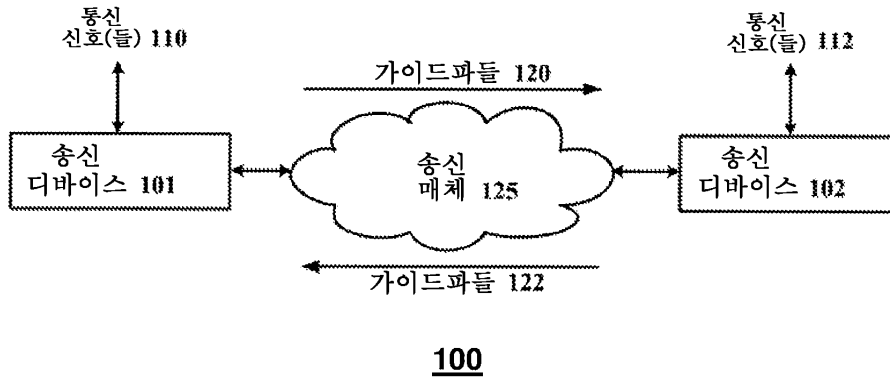 통신
신호(들) 110
통신
신호(들) 112
가이드파들 120
송신
디바이스 101
송신
매체 125
송신
디바이스 102
가이드파들 122
100